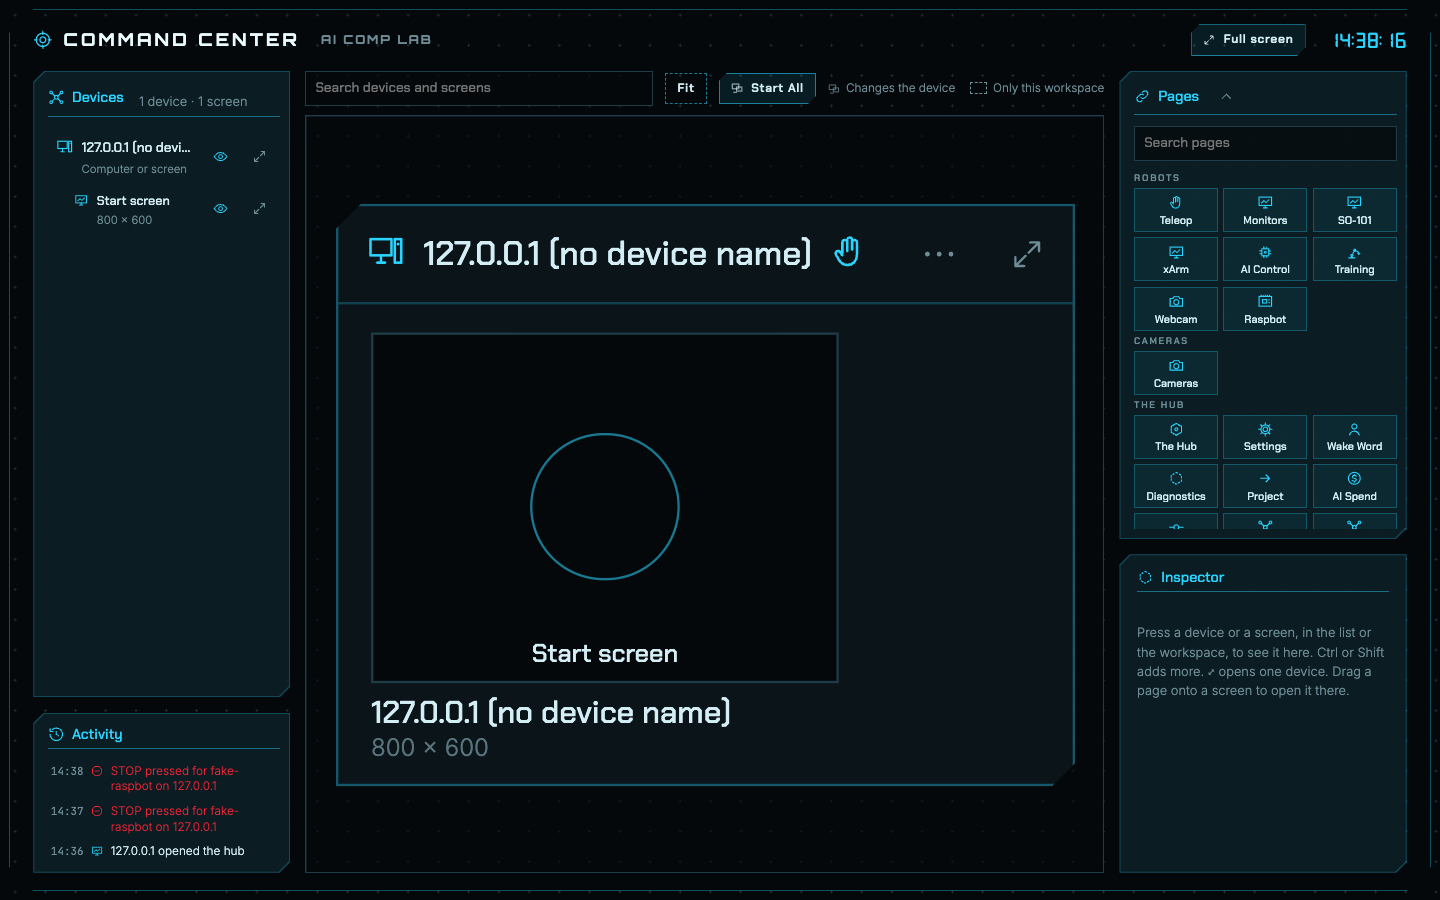 COMMAND CENTER
AI COMP LAB
Full screen
14:38:16
Devices
1 device · 1 screen
127.0.0.1 (no devi...
Computer or screen
Start screen
800 × 600
Activity
14:38 STOP pressed for fake-
raspbot on 127.0.0.1
14:37 STOP pressed for fake-
raspbot on 127.0.0.1
14:36 127.0.0.1 opened the hub
Search devices and screens
Fit
Start All
Changes the device
Only this workspace
127.0.0.1 (no device name)
Start screen
127.0.0.1 (no device name)
800 × 600
Pages
Search pages
ROBOTS
Teleop
Monitors
SO-101
xArm
AI Control
Training
Webcam
Raspbot
CAMERAS
Cameras
THE HUB
The Hub
Settings
Wake Word
Diagnostics
Project
AI Spend
Inspector
Press a device or a screen, in the list or
the workspace, to see it here. Ctrl or Shift
adds more. ⤢ opens one device. Drag a
page onto a screen to open it there.